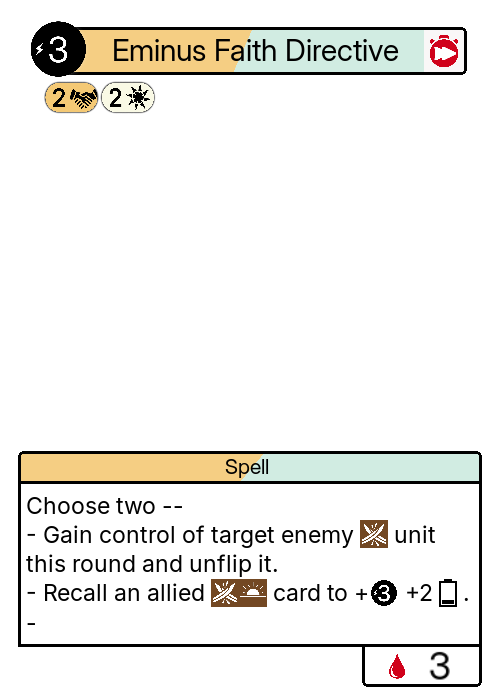 3 Eminus Faith Directive
2 2
Spell
Choose two --
- Gain control of target enemy unit
this round and unflip it.
- Recall an allied card to +3 +2 .
-
3